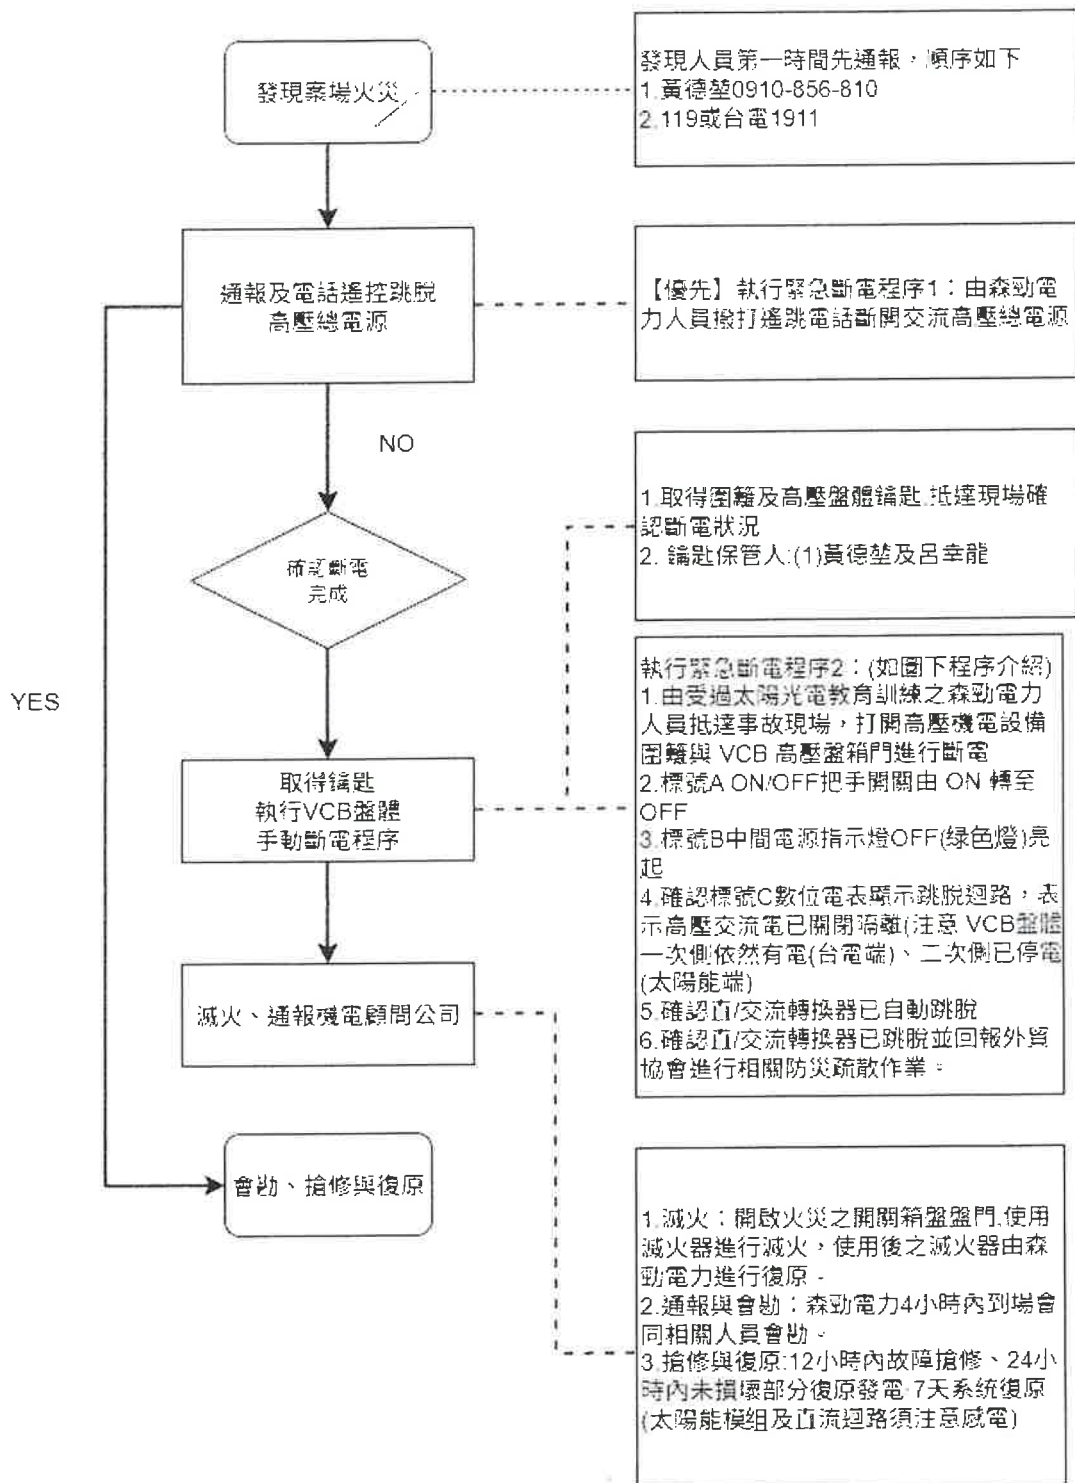 發現案場火災
發現人員第一時間先通報，順序如下
1.黃德堃0910-856-810
2.119或台電1911
通報及電話遙控跳脫
高壓總電源
【優先】執行緊急斷電程序1：由森勁電
力人員撥打遙跳電話斷開交流高壓總電源
NO
1.取得圍籬及高壓盤體鑰匙,抵達現場確
認斷電狀況
2. 鑰匙保管人:(1)黃德堃及呂幸龍
確認斷電
完成
YES
執行緊急斷電程序2：(如圖下程序介紹)
1.由受過太陽光電教育訓練之森勁電力
人員抵達事故現場，打開高壓機電設備
圍籬與 VCB 高壓盤箱門進行斷電
2.標號A ON/OFF把手開關由 ON 轉至
OFF
3.標號B中間電源指示燈OFF(绿色燈)亮
起
4.確認標號C數位電表顯示跳脫迴路，表
示高壓交流電已關閉隔離(注意 VCB盤體
一次側依然有電(台電端)、二次側已停電
(太陽能端)
5.確認直/交流轉換器已自動跳脫
6.確認直/交流轉換器已跳脫並回報外貿
協會進行相關防災疏散作業。
取得鑰匙
執行VCB盤體
手動斷電程序
滅火、通報機電顧問公司
會勘、搶修與復原
1.滅火：開啟火災之開關箱盤盤門,使用
滅火器進行滅火，使用後之滅火器由森
勁電力進行復原。
2.通報與會勘：森勁電力4小時內到場會
同相關人員會勘。
3.搶修與復原:12小時內故障搶修、24小
時內未損壞部分復原發電.7天系統復原
(太陽能模組及直流迴路須注意感電)